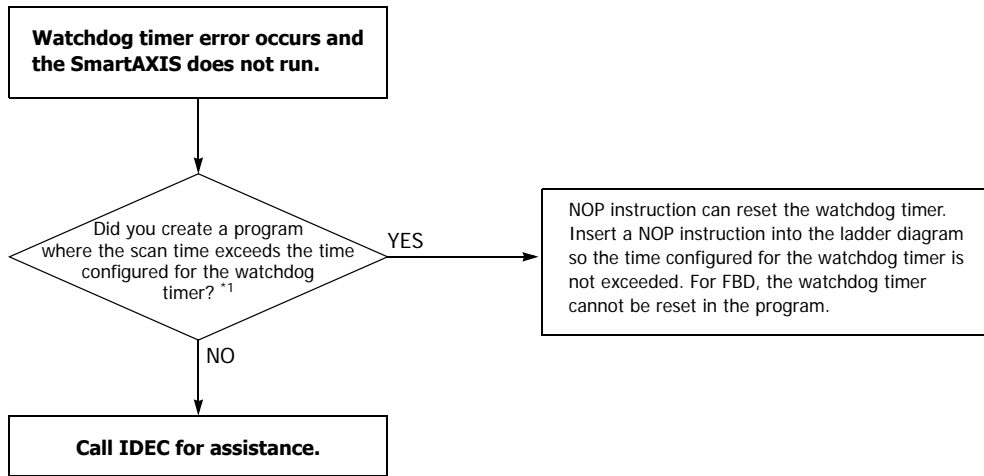 Watchdog timer error occurs and
the SmartAXIS does not run.
Did you create a program
where the scan time exceeds the time
configured for the watchdog
timer? *1
YES
NOP instruction can reset the watchdog timer.
Insert a NOP instruction into the ladder diagram
so the time configured for the watchdog timer is
not exceeded. For FBD, the watchdog timer
cannot be reset in the program.
NO
Call IDEC for assistance.